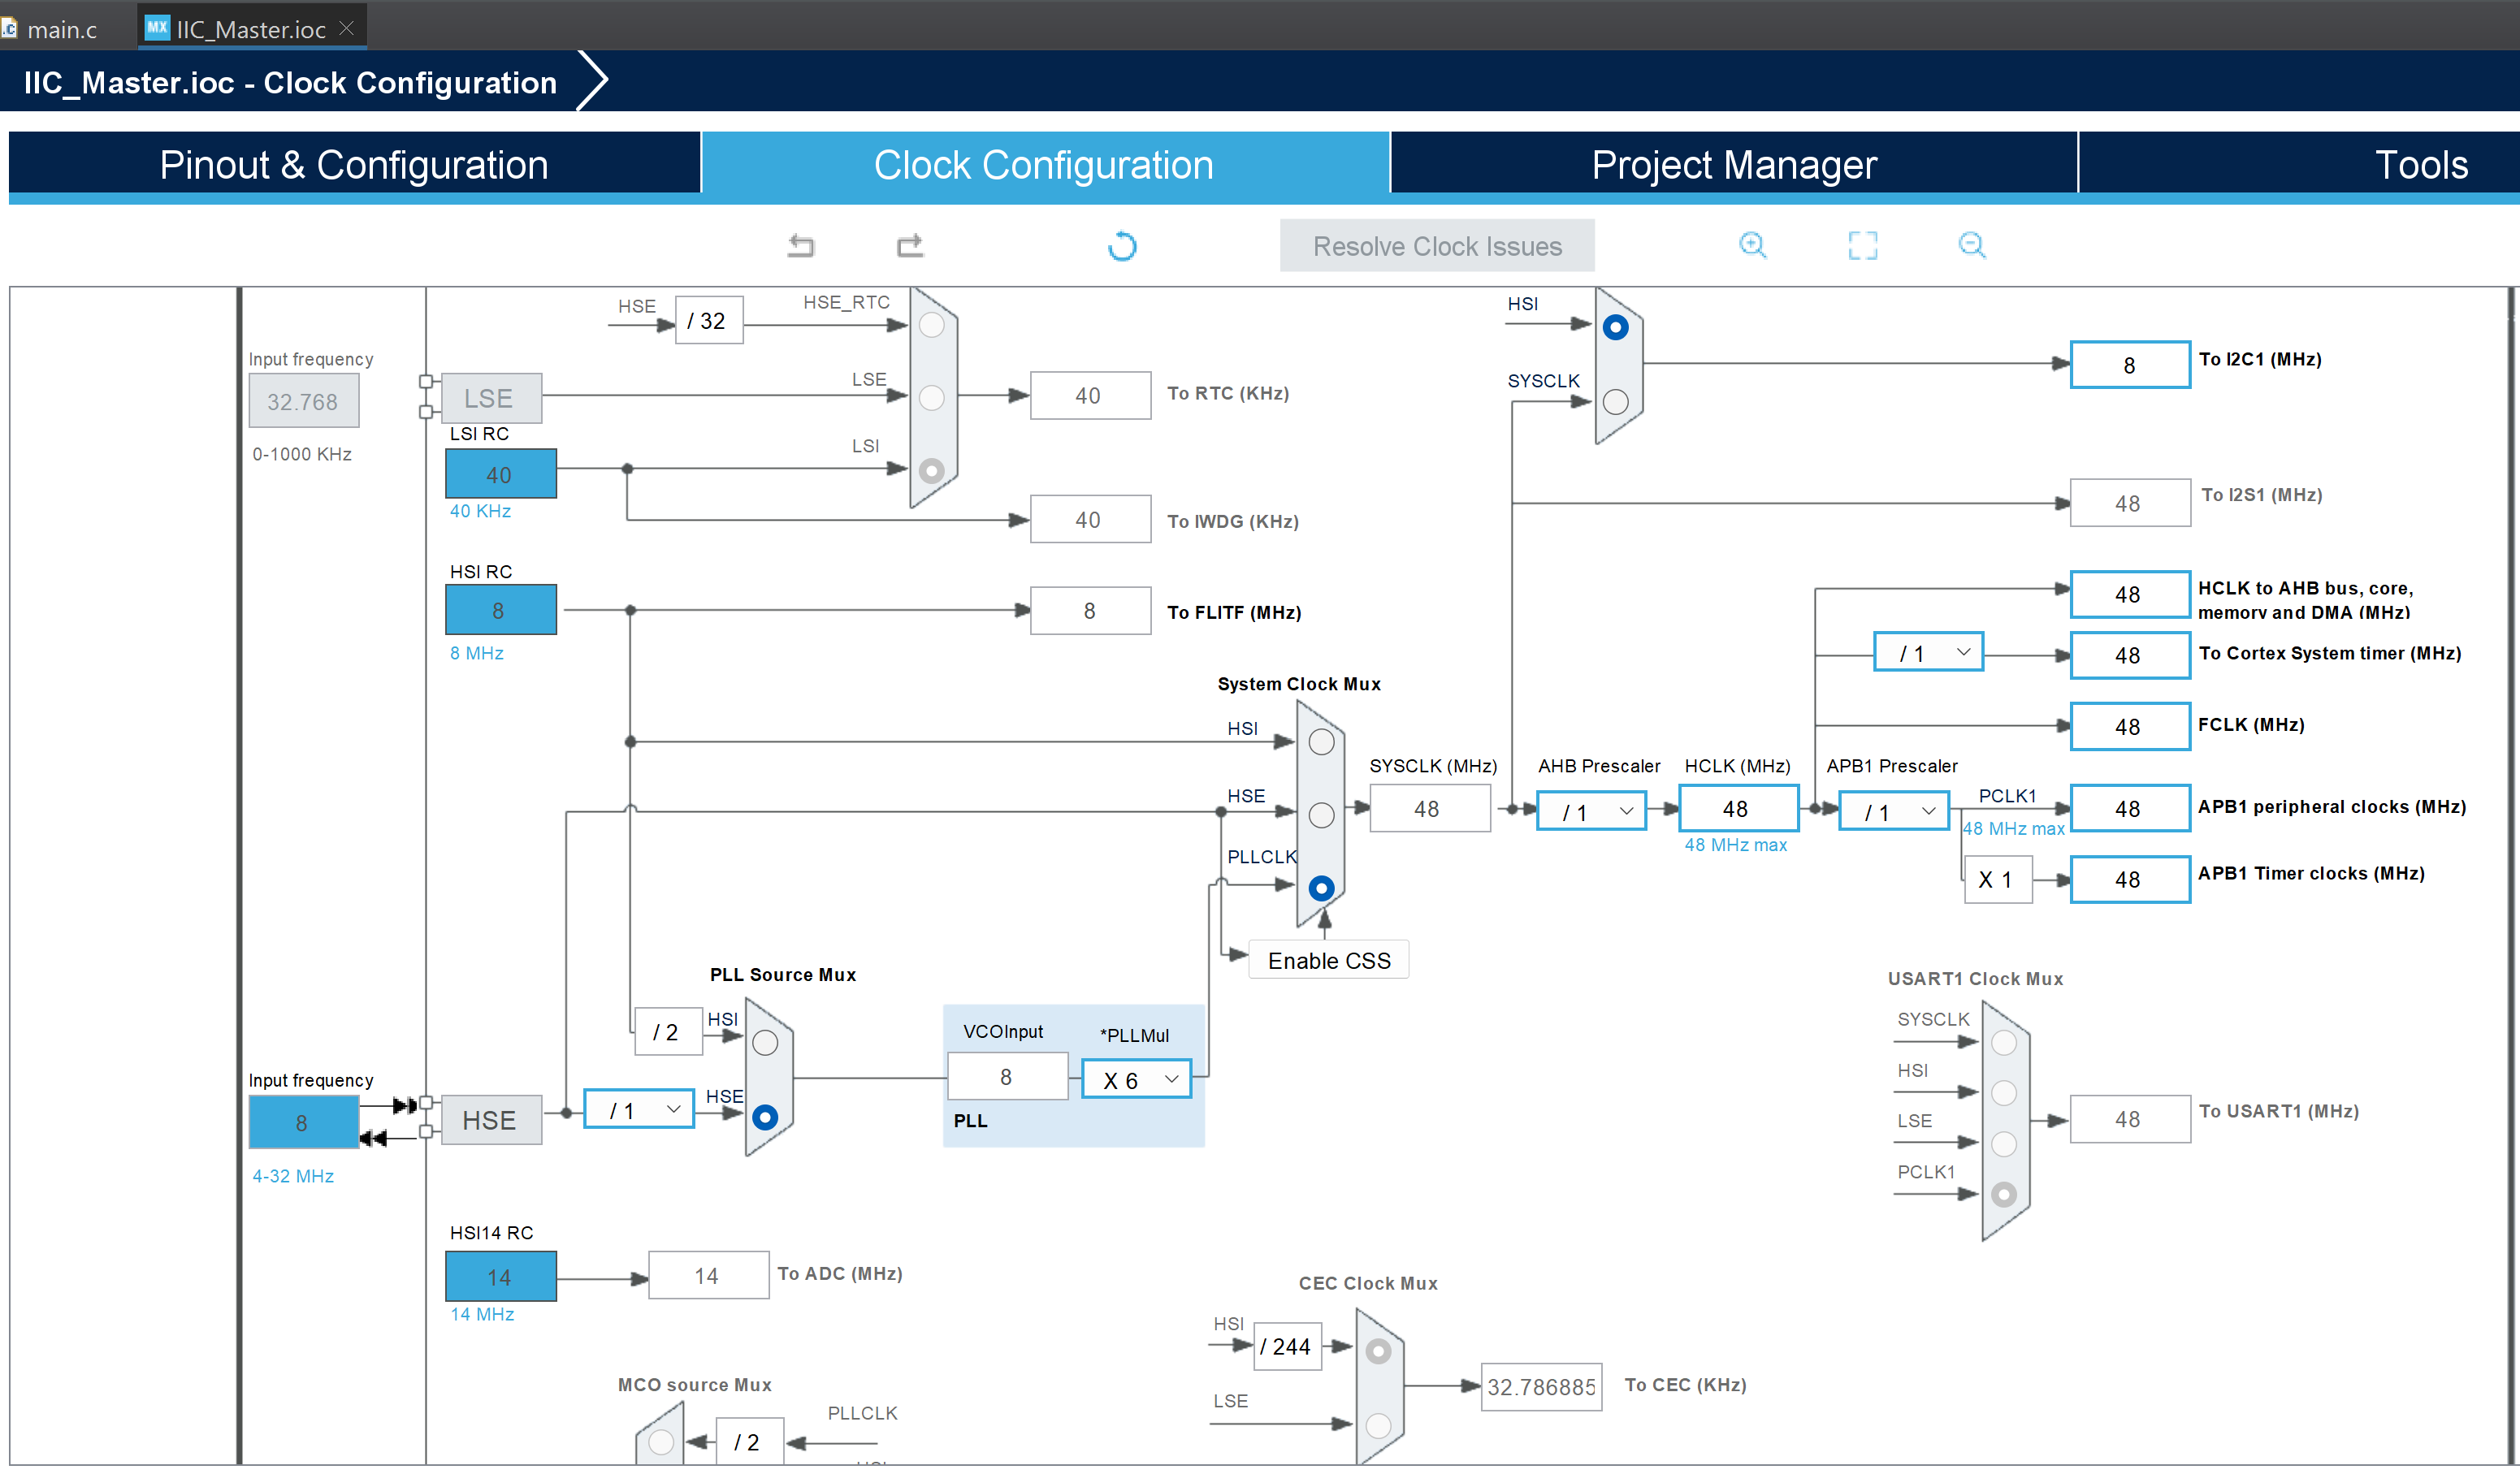 main.c
MX IIC_Master.ioc
IIC_Master.ioc - Clock Configuration
Pinout & Configuration
Clock Configuration
Project Manager
Tools
Resolve Clock Issues
HSE
/ 32
HSE_RTC
HSI
Input frequency
32.768
0-1000 KHz
LSE
LSE
40
To RTC (KHz)
SYSCLK
8
To I2C1 (MHz)
LSI RC
40
40 KHz
LSI
40
To IWDG (KHz)
48
To I2S1 (MHz)
HSI RC
8
8 MHz
8
To FLITF (MHz)
48
HCLK to AHB bus, core,
memory and DMA (MHz)
/ 1
48
To Cortex System timer (MHz)
System Clock Mux
HSI
48
FCLK (MHz)
HSE
SYSCLK (MHz)
48
AHB Prescaler
/ 1
HCLK (MHz)
48
48 MHz max
APB1 Prescaler
/ 1
PCLK1
48 MHz max
48
APB1 peripheral clocks (MHz)
PLLCLK
X 1
48
APB1 Timer clocks (MHz)
Enable CSS
PLL Source Mux
/ 2
HSI
VCOInput
8
*PLLMul
X 6
PLL
Input frequency
8
4-32 MHz
HSE
/ 1
HSE
USART1 Clock Mux
SYSCLK
HSI
LSE
PCLK1
48
To USART1 (MHz)
HSI14 RC
14
14 MHz
14
To ADC (MHz)
CEC Clock Mux
HSI
/ 244
LSE
32.786885
To CEC (KHz)
MCO source Mux
/ 2
PLLCLK